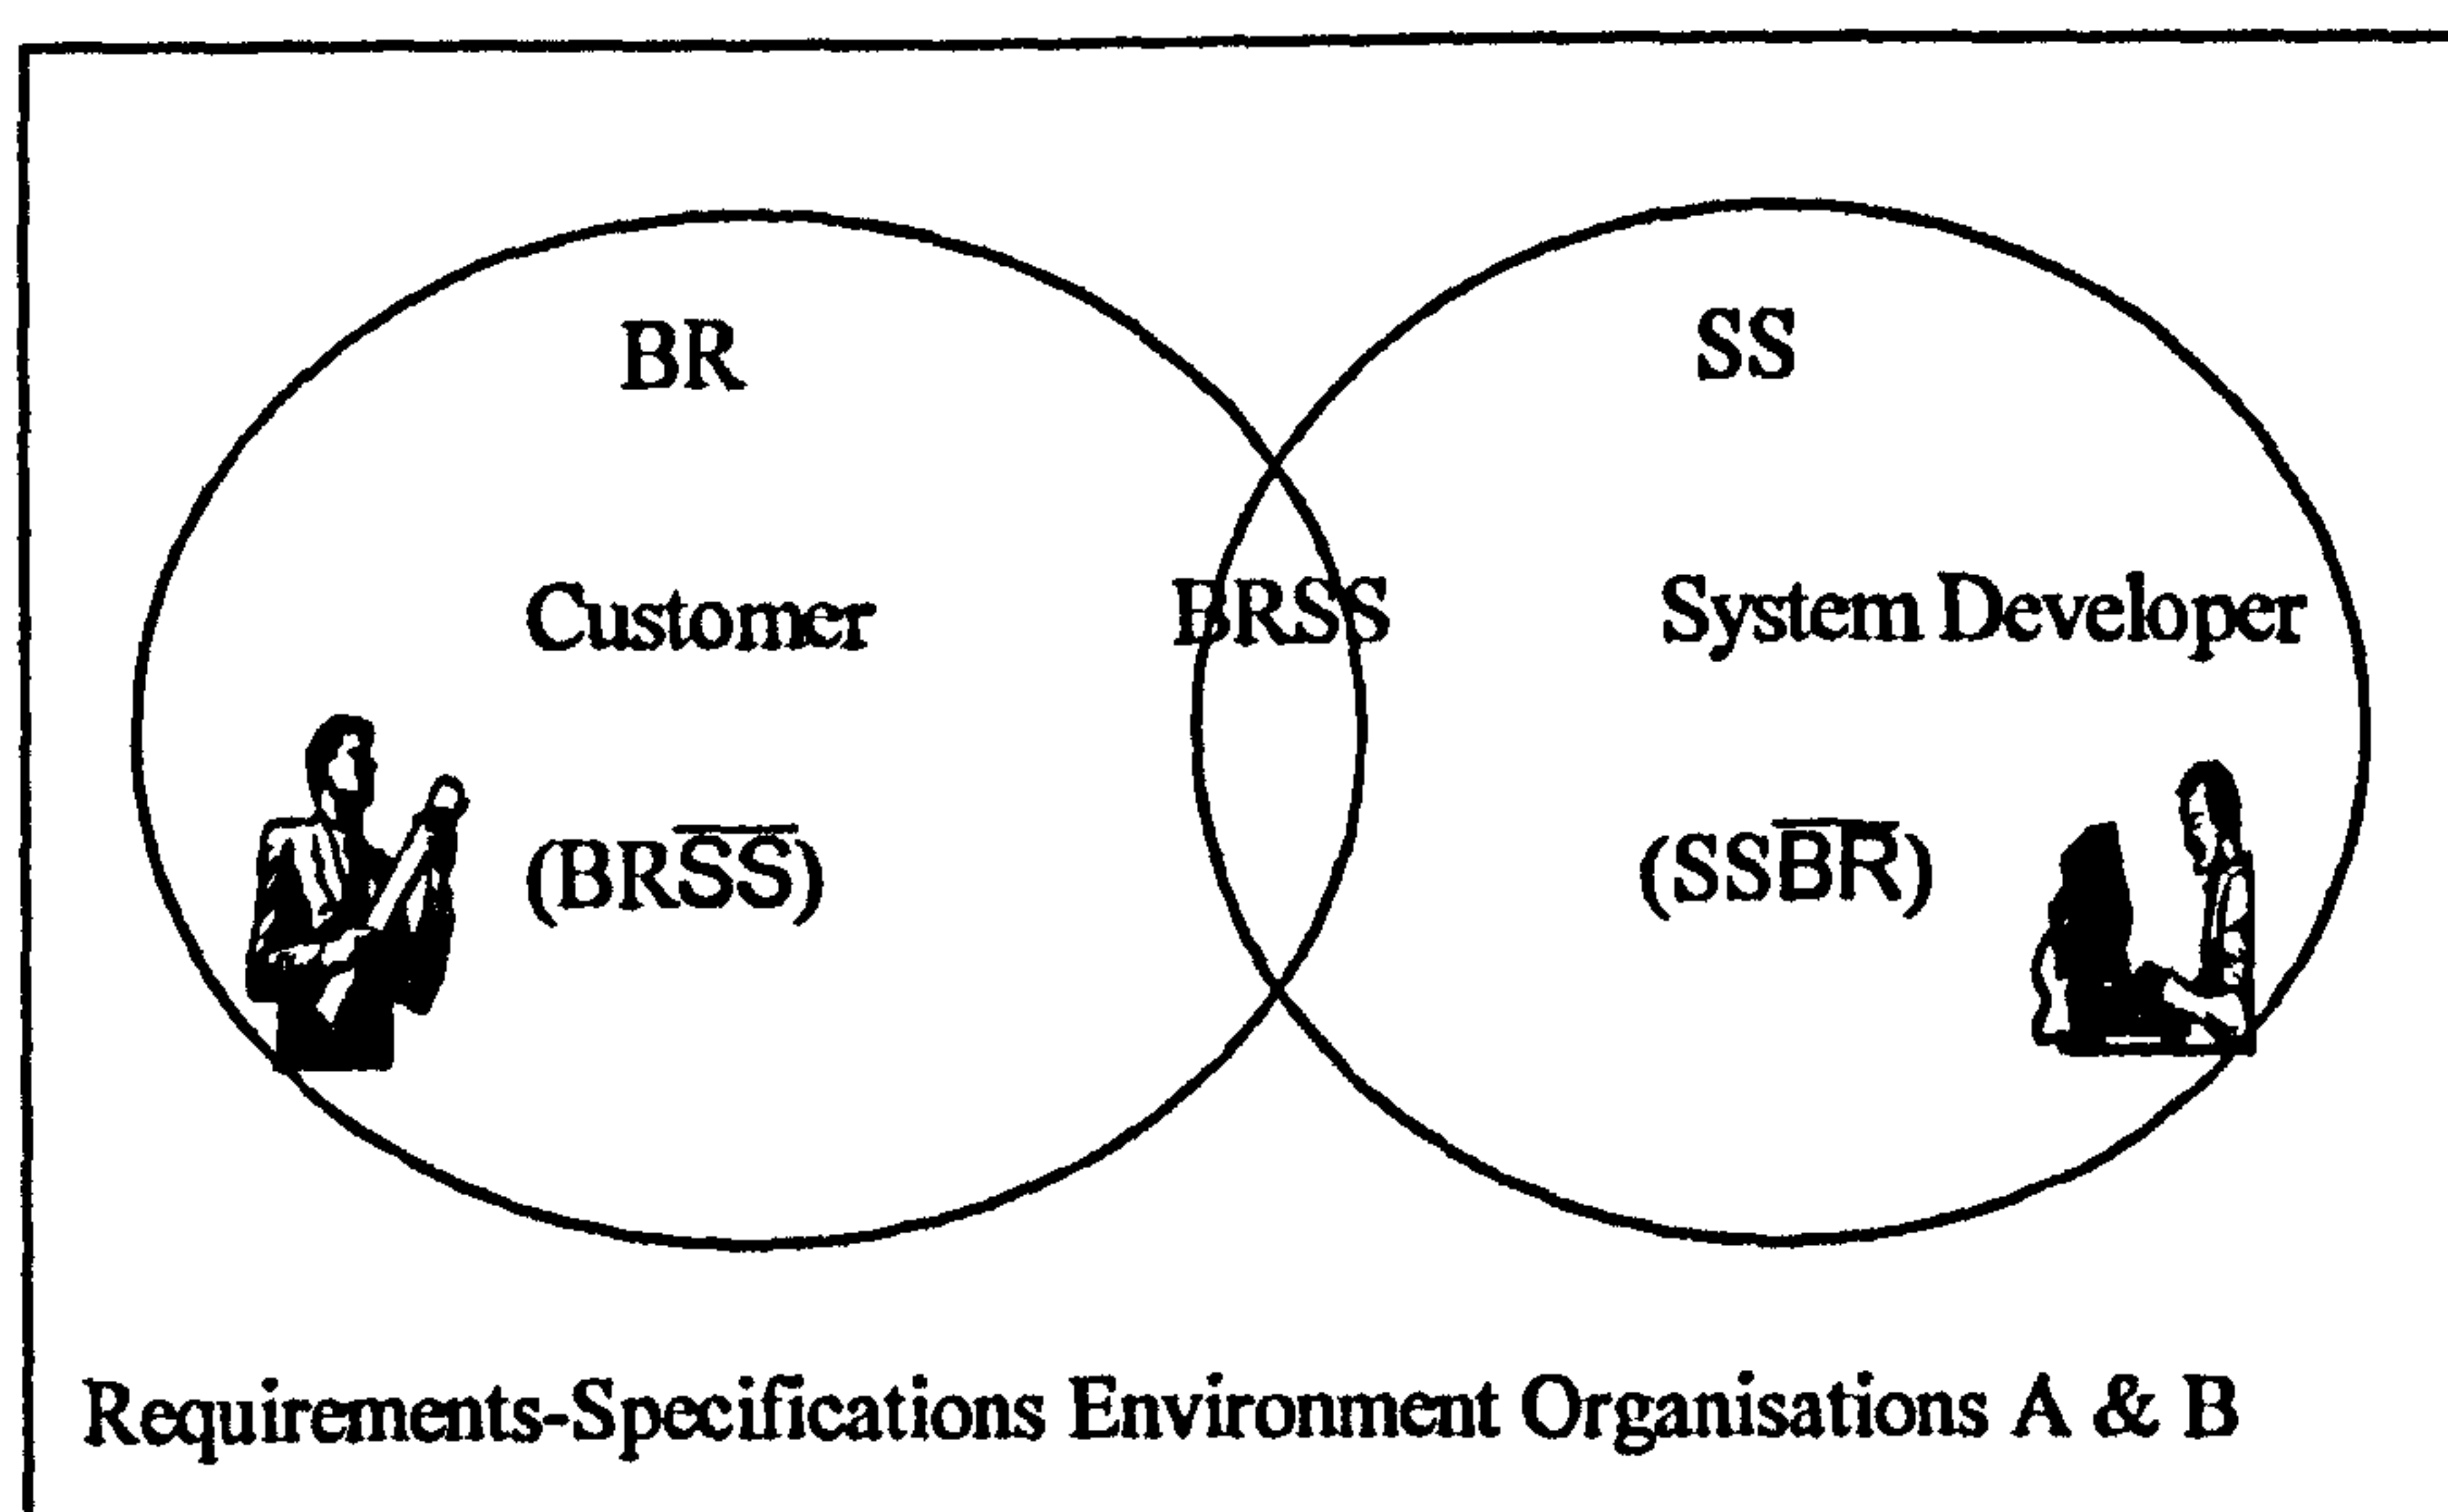 BR
SS
Customer
BRSS
System Developer
(BRS̅S̅)
(SSB̅R̅)
Requirements-Specifications Environment Organisations A & B